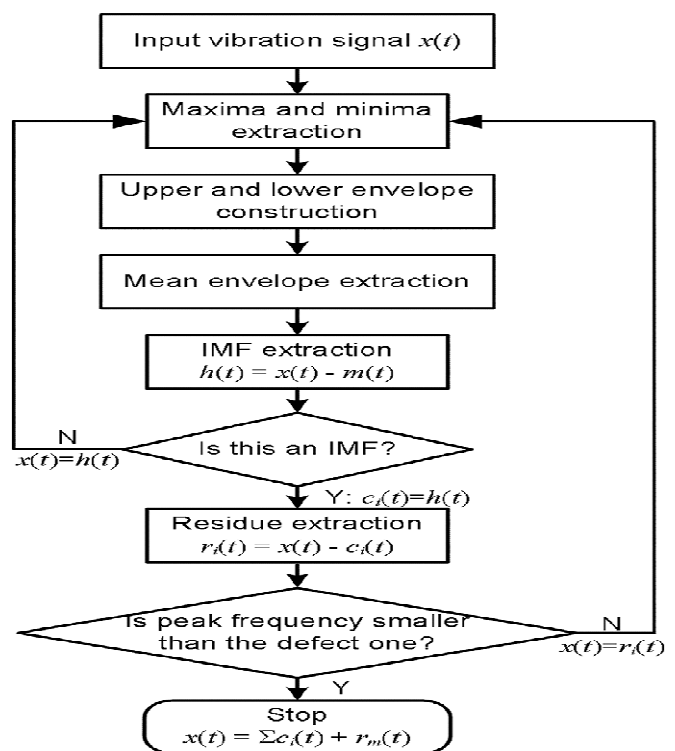 Input vibration signal x(t)
Maxima and minima
extraction
Upper and lower envelope
construction
Mean envelope extraction
IMF extraction
h(t) = x(t) - m(t)
Is this an IMF?
N
x(t)=h(t)
Y: cᵢ(t)=h(t)
Residue extraction
rᵢ(t) = x(t) - cᵢ(t)
Is peak frequency smaller
than the defect one?
N
x(t)=rᵢ(t)
Y
Stop
x(t) = Σcᵢ(t) + rₘ(t)